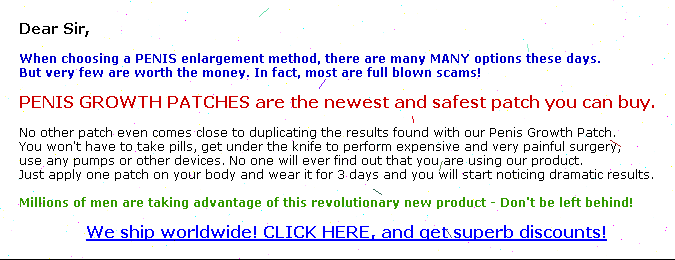 Dear Sir,
When choosing a PENIS enlargement method, there are many MANY options these days.
But very few are worth the money. In fact, most are full blown scams!
PENIS GROWTH PATCHES are the newest and safest patch you can buy.
No other patch even comes close to duplicating the results found with our Penis Growth Patch.
You won't have to take pills, get under the knife to perform expensive and very painful surgery,
use any pumps or other devices. No one will ever find out that you are using our product.
Just apply one patch on your body and wear it for 3 days and you will start noticing dramatic results.
Millions of men are taking advantage of this revolutionary new product - Don't be left behind!
We ship worldwide! CLICK HERE, and get superb discounts!